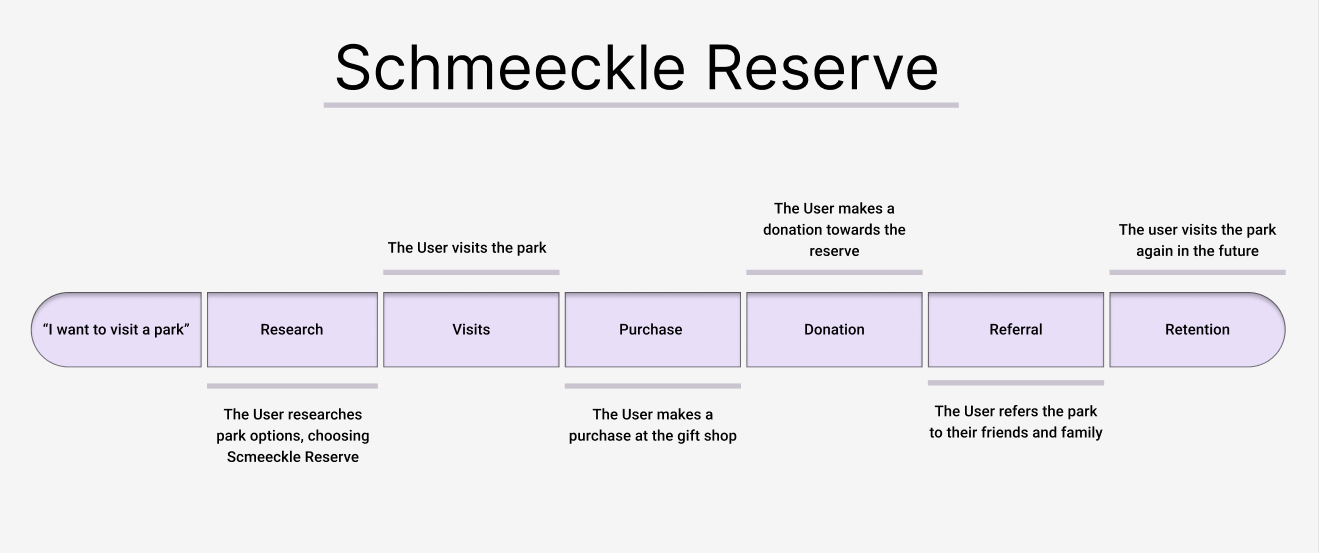 Schmeeckle Reserve
The User makes a
donation towards the
reserve
The User visits the park
The user visits the park
again in the future
“I want to visit a park”
Research
Visits
Purchase
Donation
Referral
Retention
The User researches
park options, choosing
Scmeeckle Reserve
The User makes a
purchase at the gift shop
The User refers the park
to their friends and family